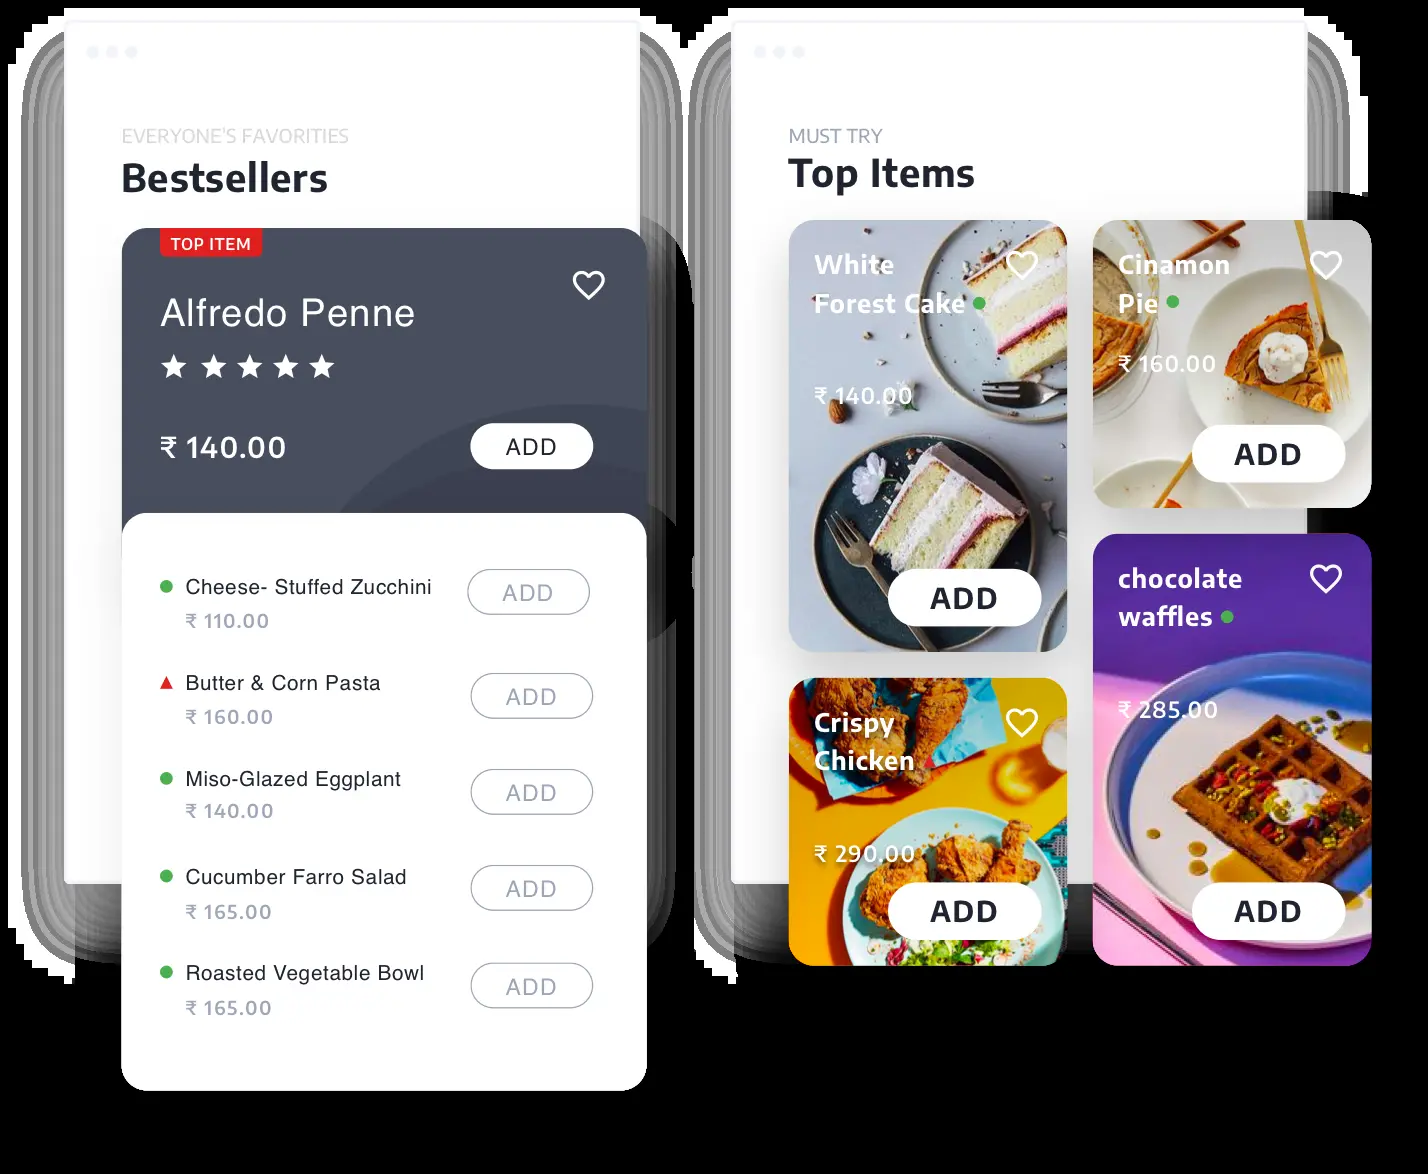 EVERYONE'S FAVORITIES
Bestsellers
TOP ITEM
Alfredo Penne
₹ 140.00
ADD
Cheese- Stuffed Zucchini
₹ 110.00
ADD
Butter & Corn Pasta
₹ 160.00
ADD
Miso-Glazed Eggplant
₹ 140.00
ADD
Cucumber Farro Salad
₹ 165.00
ADD
Roasted Vegetable Bowl
₹ 165.00
ADD
MUST TRY
Top Items
White
Forest Cake
₹ 140.00
ADD
Cinamon
Pie
₹ 160.00
ADD
Crispy
Chicken
₹ 290.00
ADD
chocolate
waffles
₹ 285.00
ADD